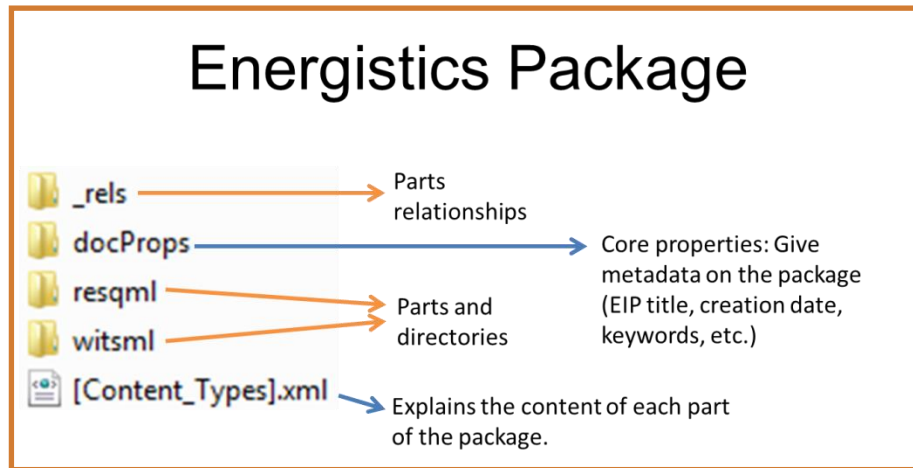 Energistics Package
_rels
Parts
relationships
docProps
Core properties: Give
metadata on the package
(EIP title, creation date,
keywords, etc.)
resqml
Parts and
directories
witsml
[Content_Types].xml
Explains the content of each part
of the package.